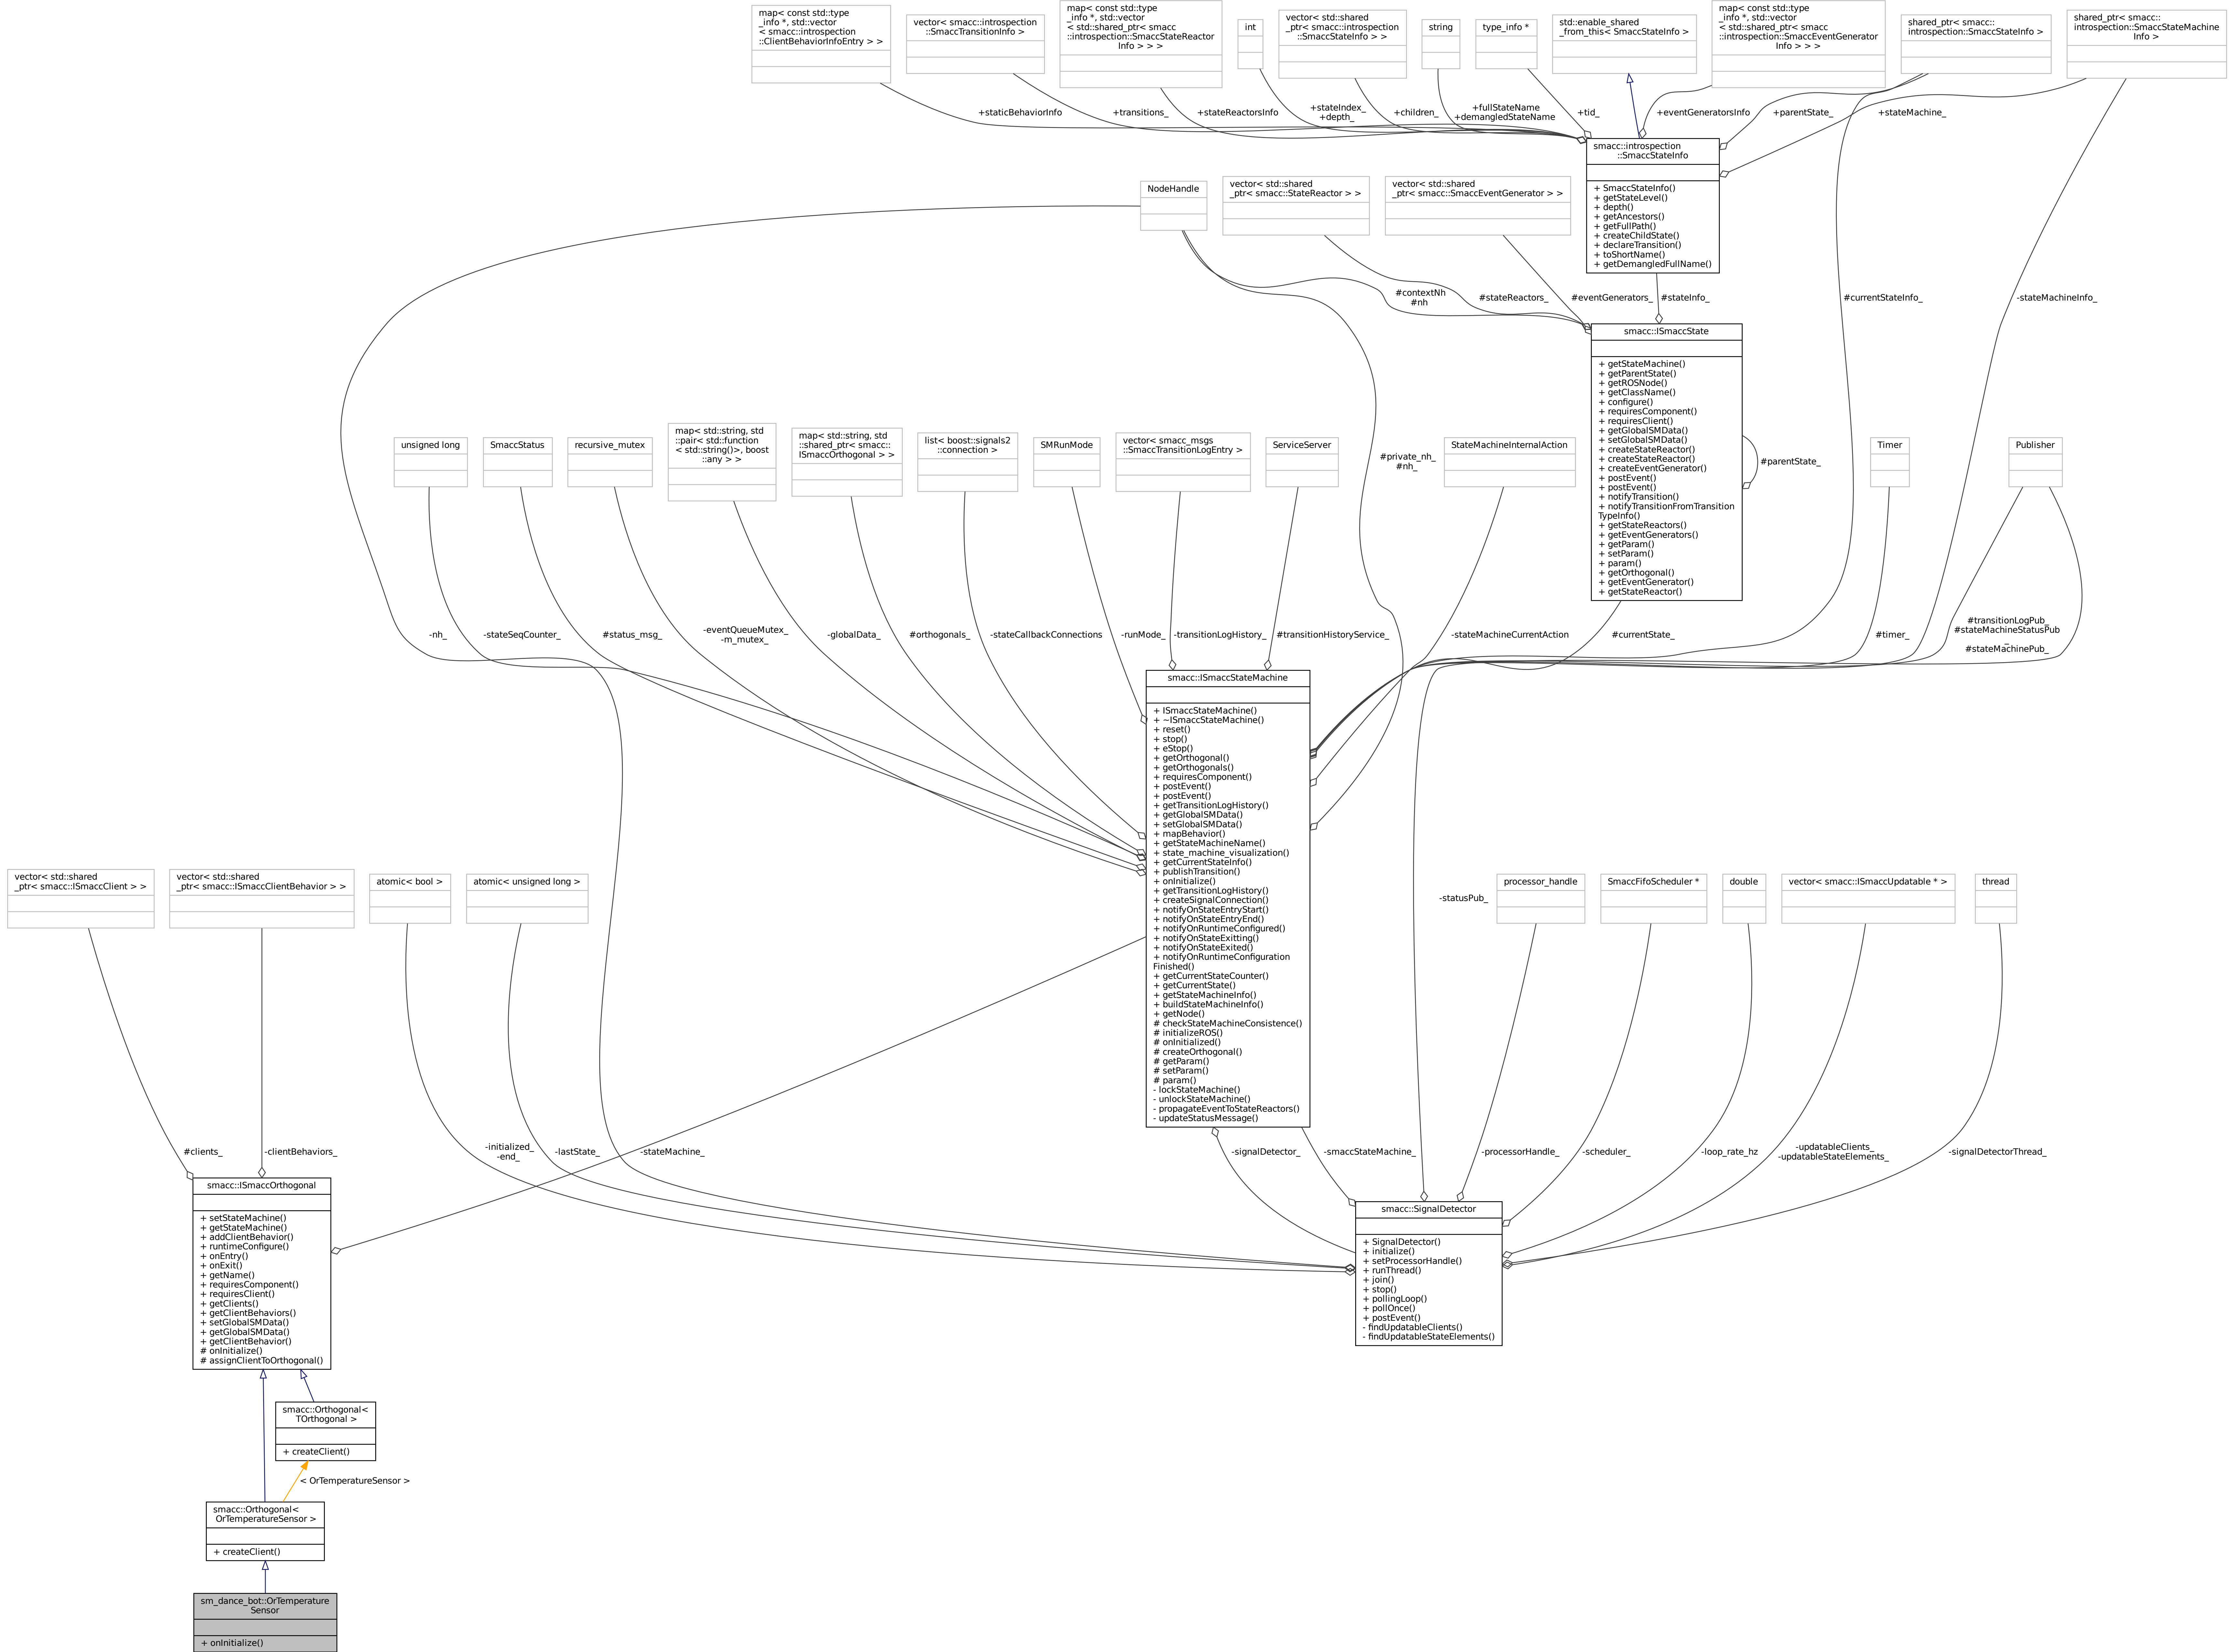 map< const std::type
_info *, std::vector
< smacc::introspection
::ClientBehaviorInfoEntry > >
vector< smacc::introspection
::SmaccTransitionInfo >
map< const std::type
_info *, std::vector
< std::shared_ptr< smacc
::introspection::SmaccStateReactor
Info > > >
int
vector< std::shared
_ptr< smacc::introspection
::SmaccStateInfo > >
string
type_info *
std::enable_shared
_from_this< SmaccStateInfo >
map< const std::type
_info *, std::vector
< std::shared_ptr< smacc
::introspection::SmaccEventGenerator
Info > > >
shared_ptr< smacc::
introspection::SmaccStateInfo >
shared_ptr< smacc::
introspection::SmaccStateMachine
Info >
+staticBehaviorInfo
+transitions_
+stateReactorsInfo
+stateIndex_
+depth_
+children_
+fullStateName
+demangledStateName
+tid_
+eventGeneratorsInfo
+parentState_
+stateMachine_
smacc::introspection
::SmaccStateInfo
+ SmaccStateInfo()
+ getStateLevel()
+ depth()
+ getAncestors()
+ getFullPath()
+ createChildState()
+ declareTransition()
+ toShortName()
+ getDemangledFullName()
NodeHandle
vector< std::shared
_ptr< smacc::StateReactor > >
vector< std::shared
_ptr< smacc::SmaccEventGenerator > >
#contextNh
#nh
#stateReactors_
#eventGenerators_
#stateInfo_
#currentStateInfo_
-stateMachineInfo_
smacc::ISmaccState
+ getStateMachine()
+ getParentState()
+ getROSNode()
+ getClassName()
+ configure()
+ requiresComponent()
+ requiresClient()
+ getGlobalSMData()
+ setGlobalSMData()
+ createStateReactor()
+ createStateReactor()
+ createEventGenerator()
+ postEvent()
+ postEvent()
+ notifyTransition()
+ notifyTransitionFromTransition
TypeInfo()
+ getStateReactors()
+ getEventGenerators()
+ getParam()
+ setParam()
+ param()
+ getOrthogonal()
+ getEventGenerator()
+ getStateReactor()
#parentState_
unsigned long
SmaccStatus
recursive_mutex
map< std::string, std
::pair< std::function
< std::string()>, boost
::any > >
map< std::string, std
::shared_ptr< smacc::
ISmaccOrthogonal > >
list< boost::signals2
::connection >
SMRunMode
vector< smacc_msgs
::SmaccTransitionLogEntry >
ServiceServer
#private_nh_
#nh_
StateMachineInternalAction
Timer
Publisher
-nh_
-stateSeqCounter_
#status_msg_
-eventQueueMutex_
-m_mutex_
-globalData_
#orthogonals_
-stateCallbackConnections
-runMode_
-transitionLogHistory_
#transitionHistoryService_
-stateMachineCurrentAction
#currentState_
#timer_
#transitionLogPub_
#stateMachineStatusPub
_
#stateMachinePub_
smacc::ISmaccStateMachine
+ ISmaccStateMachine()
+ ~ISmaccStateMachine()
+ reset()
+ stop()
+ eStop()
+ getOrthogonal()
+ getOrthogonals()
+ requiresComponent()
+ postEvent()
+ postEvent()
+ getTransitionLogHistory()
+ getGlobalSMData()
+ setGlobalSMData()
+ mapBehavior()
+ getStateMachineName()
+ state_machine_visualization()
+ getCurrentStateInfo()
+ publishTransition()
+ onInitialize()
+ getTransitionLogHistory()
+ createSignalConnection()
+ notifyOnStateEntryStart()
+ notifyOnStateEntryEnd()
+ notifyOnRuntimeConfigured()
+ notifyOnStateExitting()
+ notifyOnStateExited()
+ notifyOnRuntimeConfiguration
Finished()
+ getCurrentStateCounter()
+ getCurrentState()
+ getStateMachineInfo()
+ buildStateMachineInfo()
+ getNode()
# checkStateMachineConsistence()
# initializeROS()
# onInitialized()
# createOrthogonal()
# getParam()
# setParam()
# param()
- lockStateMachine()
- unlockStateMachine()
- propagateEventToStateReactors()
- updateStatusMessage()
vector< std::shared
_ptr< smacc::ISmaccClient > >
vector< std::shared
_ptr< smacc::ISmaccClientBehavior > >
atomic< bool >
atomic< unsigned long >
-statusPub_
processor_handle
SmaccFifoScheduler *
double
vector< smacc::ISmaccUpdatable * >
thread
#clients_
-clientBehaviors_
-initialized_
-end_
-lastState_
-stateMachine_
-signalDetector_
-smaccStateMachine_
-processorHandle_
-scheduler_
-loop_rate_hz
-updatableClients_
-updatableStateElements_
-signalDetectorThread_
smacc::ISmaccOrthogonal
+ setStateMachine()
+ getStateMachine()
+ addClientBehavior()
+ runtimeConfigure()
+ onEntry()
+ onExit()
+ getName()
+ requiresComponent()
+ requiresClient()
+ getClients()
+ getClientBehaviors()
+ setGlobalSMData()
+ getGlobalSMData()
+ getClientBehavior()
# onInitialize()
# assignClientToOrthogonal()
smacc::SignalDetector
+ SignalDetector()
+ initialize()
+ setProcessorHandle()
+ runThread()
+ join()
+ stop()
+ pollingLoop()
+ pollOnce()
+ postEvent()
- findUpdatableClients()
- findUpdatableStateElements()
smacc::Orthogonal<
TOrthogonal >
+ createClient()
< OrTemperatureSensor >
smacc::Orthogonal<
OrTemperatureSensor >
+ createClient()
sm_dance_bot::OrTemperature
Sensor
+ onInitialize()